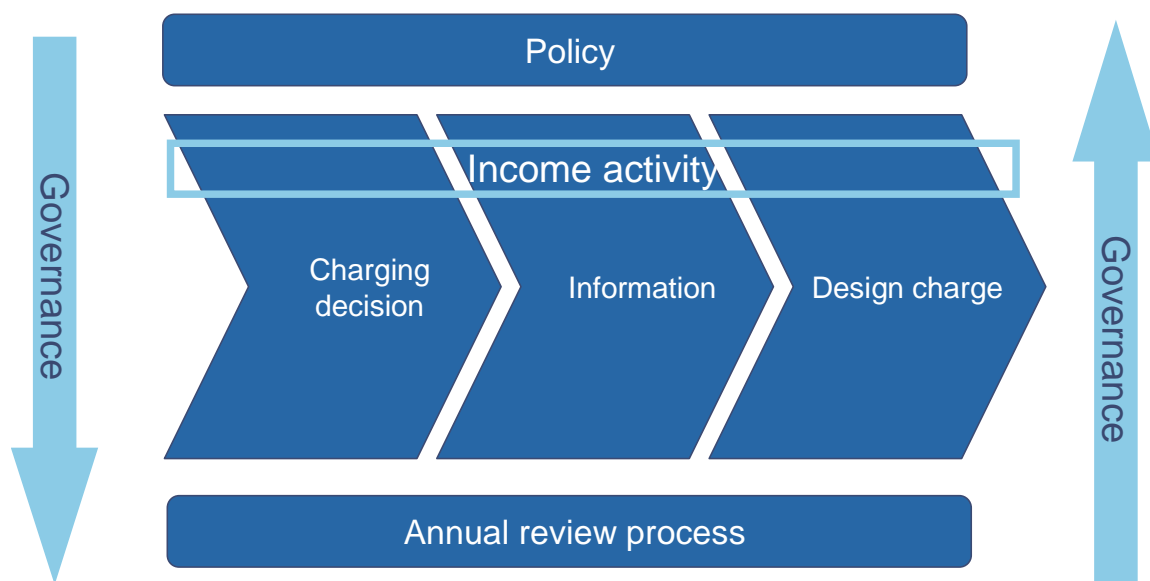 Policy
Governance
Income activity
Charging
decision
Information
Design charge
Governance
Annual review process